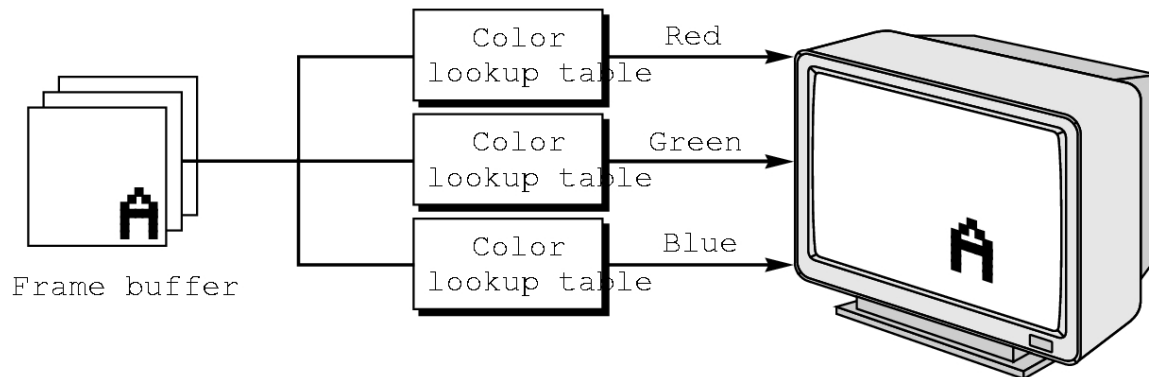 Color
lookup table
Red
Color
lookup table
Green
Color
lookup table
Blue
A
Frame buffer
A